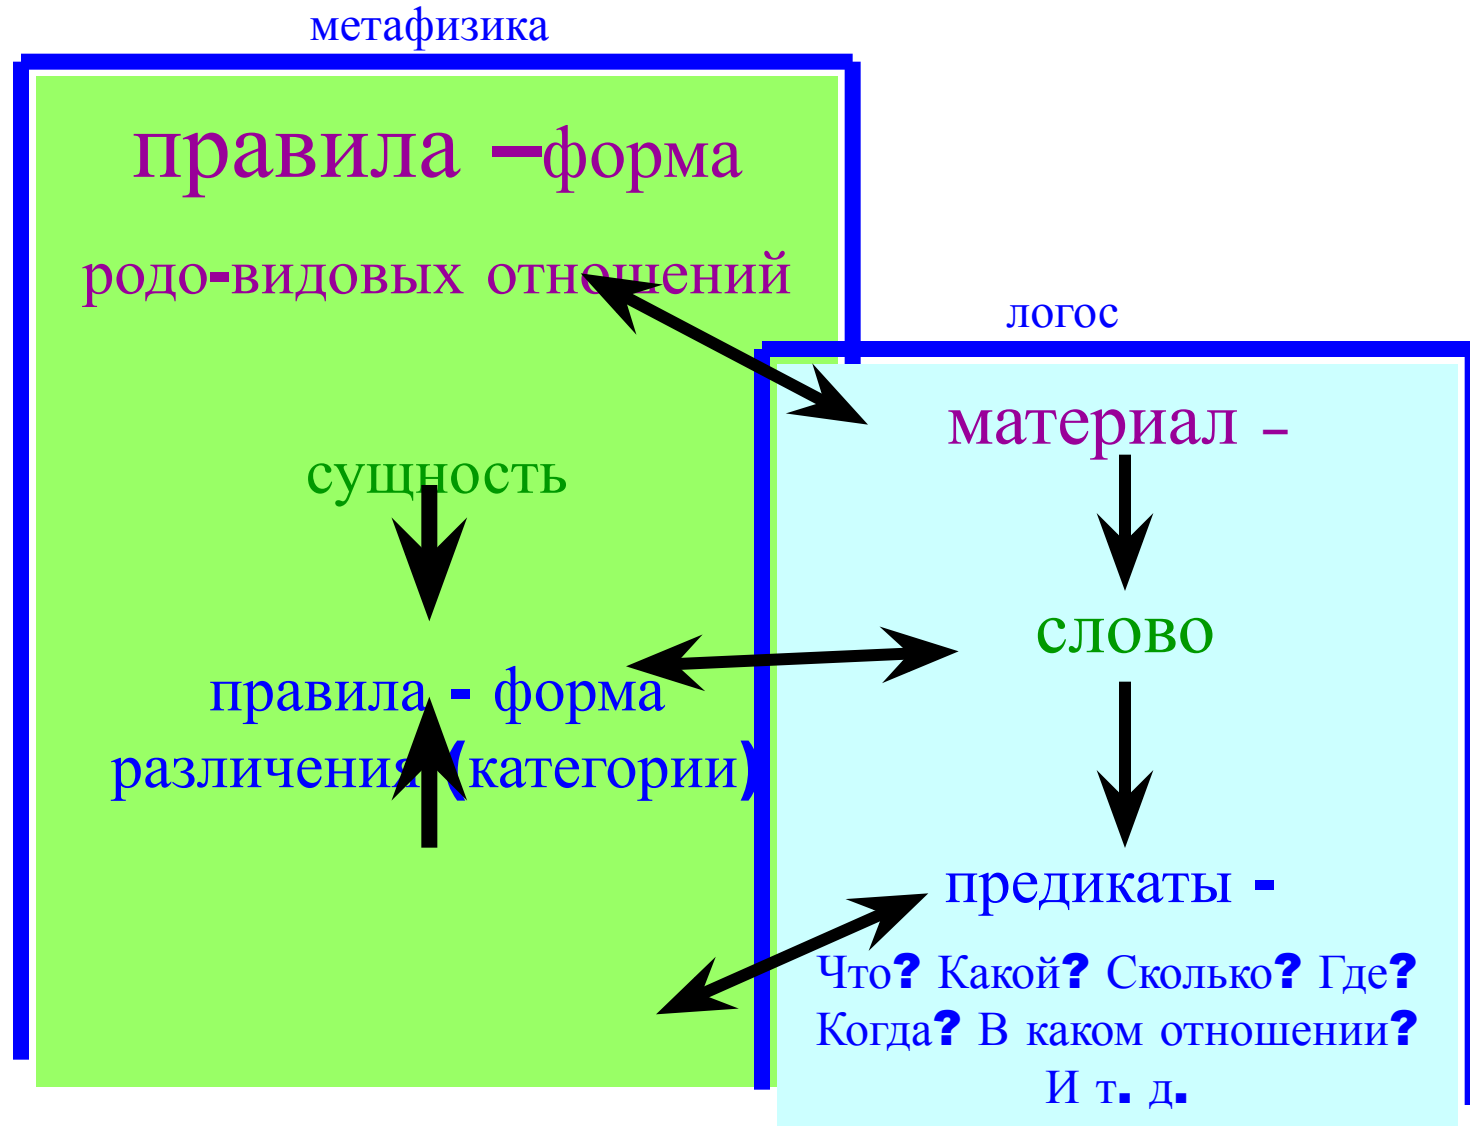 метафизика
правила –форма
родо-видовых отношений
сущность
правила - форма
различения (категории)
логос
материал –
слово
предикаты -
Что? Какой? Сколько? Где?
Когда? В каком отношении?
И т. д.